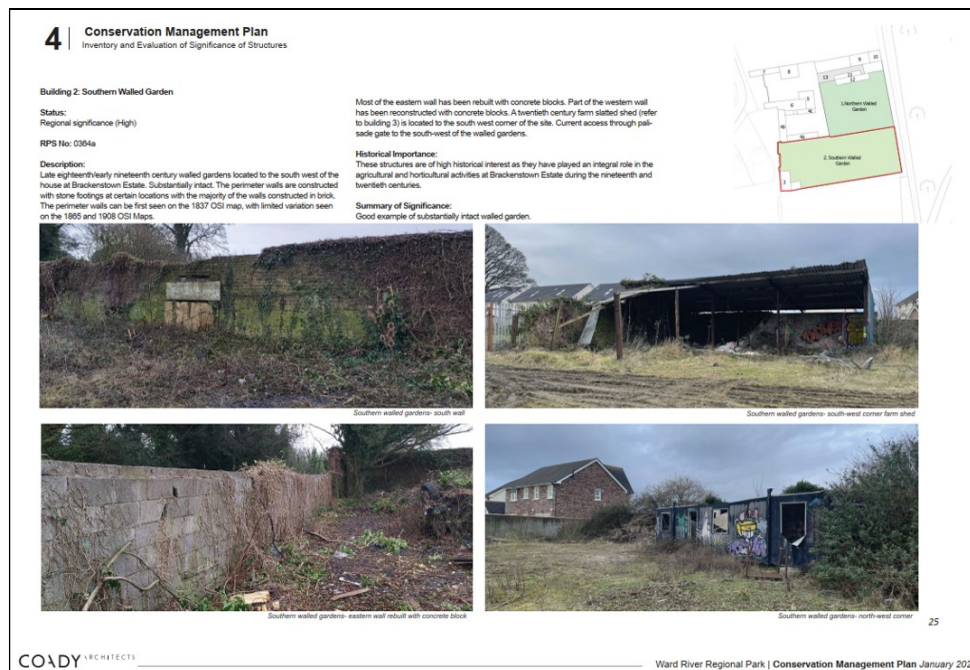 4 Conservation Management Plan
Inventory and Evaluation of Significance of Structures
Building 2: Southern Walled Garden
Status:
Regional significance (High)
RPS No: 0364a
Description:
Late eighteenth/early nineteenth century walled gardens located to the south west of the
house at Brackenstown Estate. Substantially intact. The perimeter walls are constructed
with stone footings at certain locations with the majority of the walls constructed in brick.
The perimeter walls can be first seen on the 1837 OSI map, with limited variation seen
on the 1865 and 1908 OSI Maps.
Most of the eastern wall has been rebuilt with concrete blocks. Part of the western wall
has been reconstructed with concrete blocks. A twentieth century farm slatted shed (refer
to building 3) is located to the south west corner of the site. Current access through pali-
sade gate to the south-west of the walled gardens.
Historical Importance:
These structures are of high historical interest as they have played an integral role in the
agricultural and horticultural activities at Brackenstown Estate during the nineteenth and
twentieth centuries.
Summary of Significance:
Good example of substantially intact walled garden.
7
8
9
10
13
11
12
5
6
1.Northern Walled
Garden
2. Southern Walled
Garden
3
Southern walled gardens- south wall
Southern walled gardens- south-west corner farm shed
Southern walled gardens- eastern wall rebuilt with concrete block
Southern walled gardens- north-west corner
25
COADY ARCHITECTS
Ward River Regional Park | Conservation Management Plan January 202